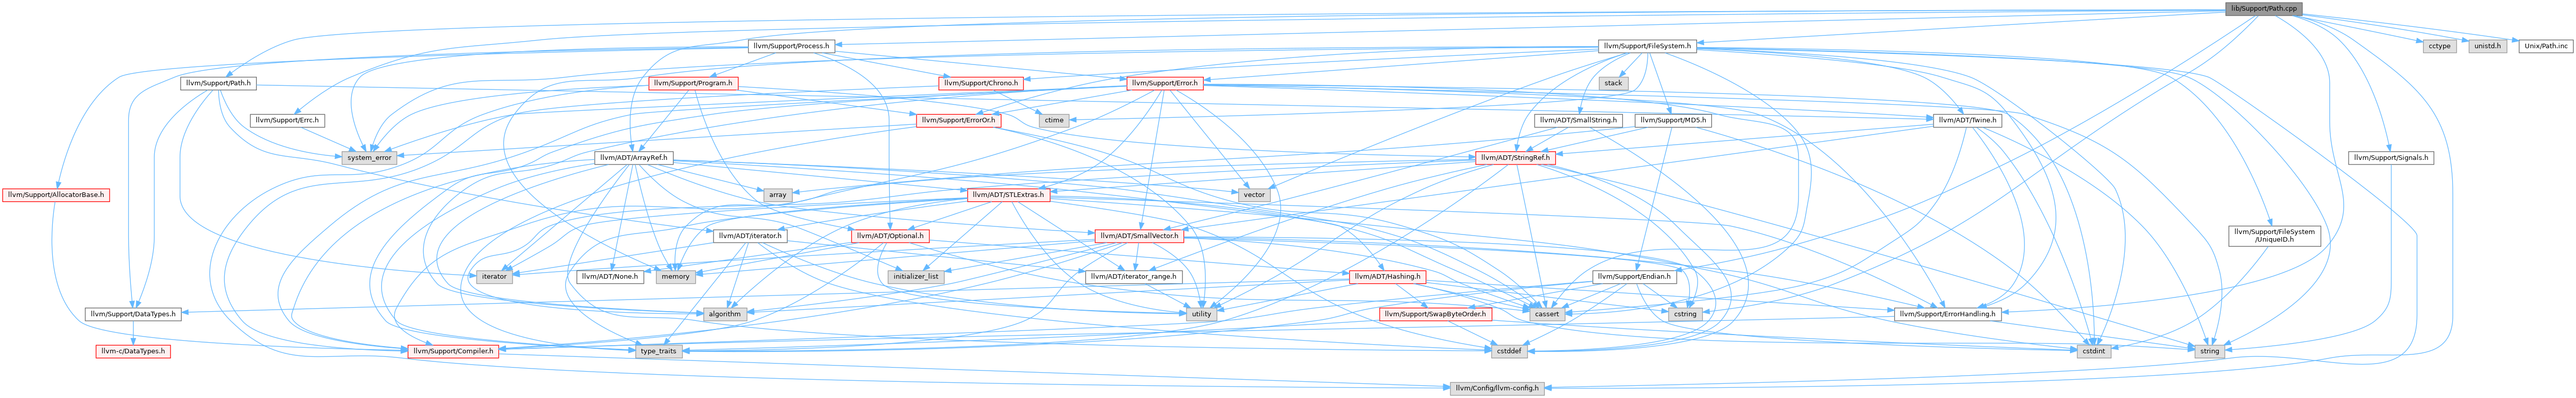 lib/Support/Path.cpp
llvm/Support/Process.h
llvm/Support/FileSystem.h
cctype
unistd.h
Unix/Path.inc
llvm/Support/Path.h
llvm/Support/Program.h
llvm/Support/Chrono.h
llvm/Support/Error.h
stack
llvm/Support/Errc.h
llvm/Support/ErrorOr.h
ctime
llvm/ADT/SmallString.h
llvm/Support/MD5.h
llvm/ADT/Twine.h
system_error
llvm/ADT/ArrayRef.h
llvm/ADT/StringRef.h
llvm/Support/Signals.h
llvm/Support/AllocatorBase.h
array
llvm/ADT/STLExtras.h
vector
llvm/ADT/iterator.h
llvm/ADT/Optional.h
llvm/ADT/SmallVector.h
llvm/Support/FileSystem
/UniqueID.h
iterator
llvm/ADT/None.h
memory
initializer_list
llvm/ADT/iterator_range.h
llvm/ADT/Hashing.h
llvm/Support/Endian.h
llvm/Support/DataTypes.h
algorithm
utility
llvm/Support/SwapByteOrder.h
cassert
cstring
llvm/Support/ErrorHandling.h
llvm-c/DataTypes.h
llvm/Support/Compiler.h
type_traits
cstddef
cstdint
string
llvm/Config/llvm-config.h